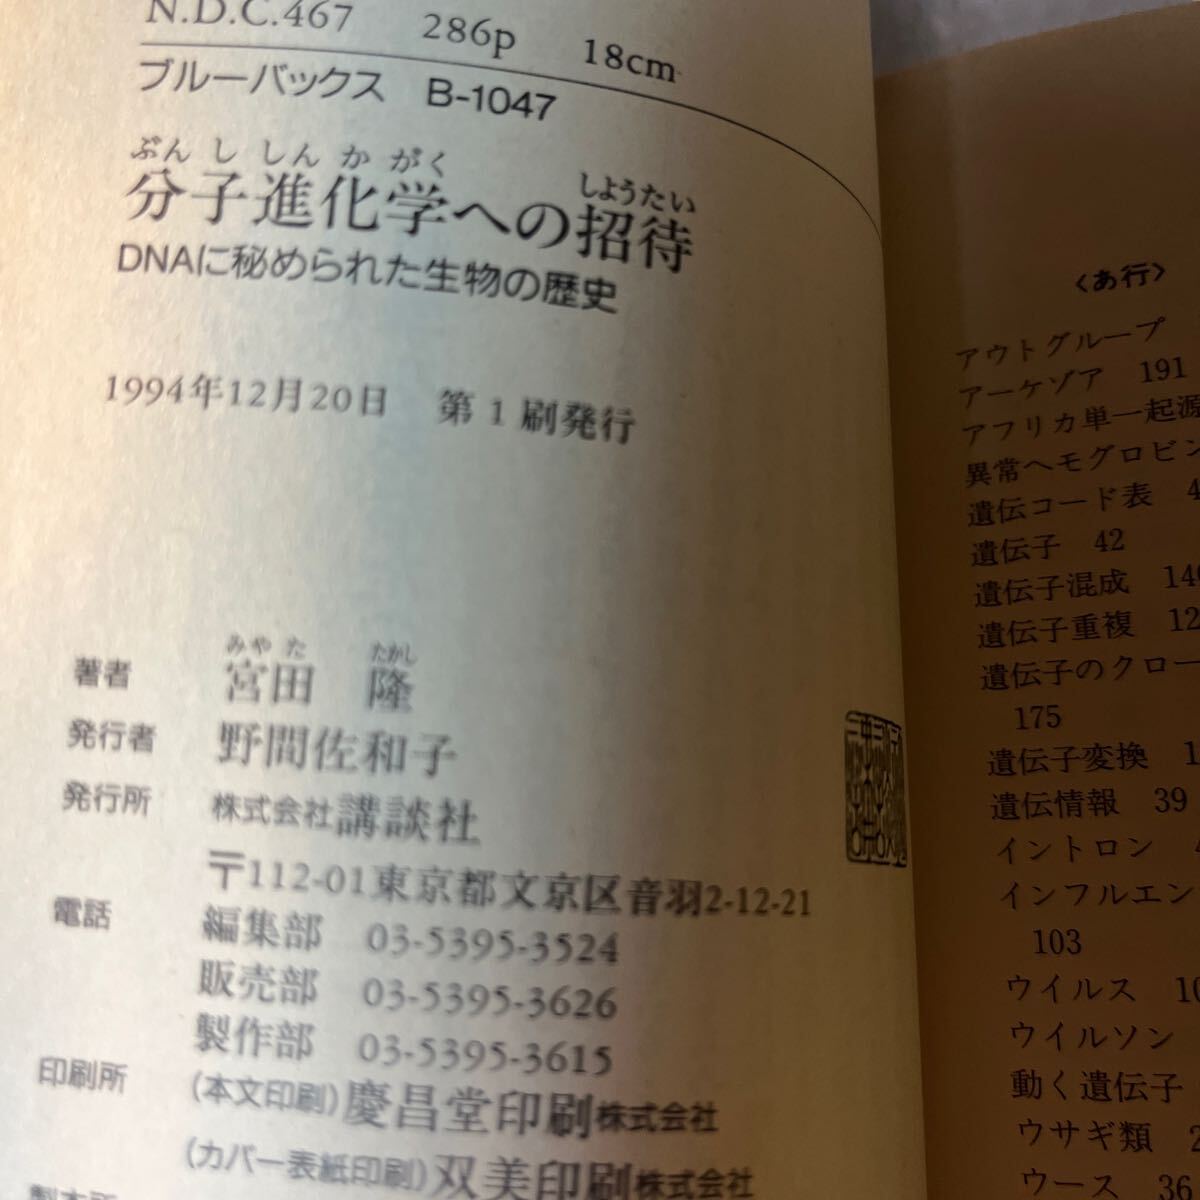 N.D.C.467 286p 18cm
ブルーバックス B-1047
ぶんししんかがく しようたい
分子進化学への招待
DNAに秘められた生物の歴史
1994年12月20日 第1刷発行
みやた たかし
著者 宮田 隆
発行者 野間佐和子
発行所 株式会社講談社
〒112-01東京都文京区音羽2-12-21
電話 編集部 03-5395-3524
販売部 03-5395-3626
製作部 03-5395-3615
印刷所 (本文印刷)慶昌堂印刷株式会社
(カバー表紙印刷)双美印刷株式会社
製本所
〈あ行〉
アウトグループ
アーケゾア 191
アフリカ単一起源
異常ヘモグロビン
遺伝コード表
遺伝子 42
遺伝子混成
遺伝子重複
遺伝子のクロー
175
遺伝子変換
遺伝情報 39
イントロン
インフルエン
103
ウイルス
ウイルソン
動く遺伝子
ウサギ類
ウース 36